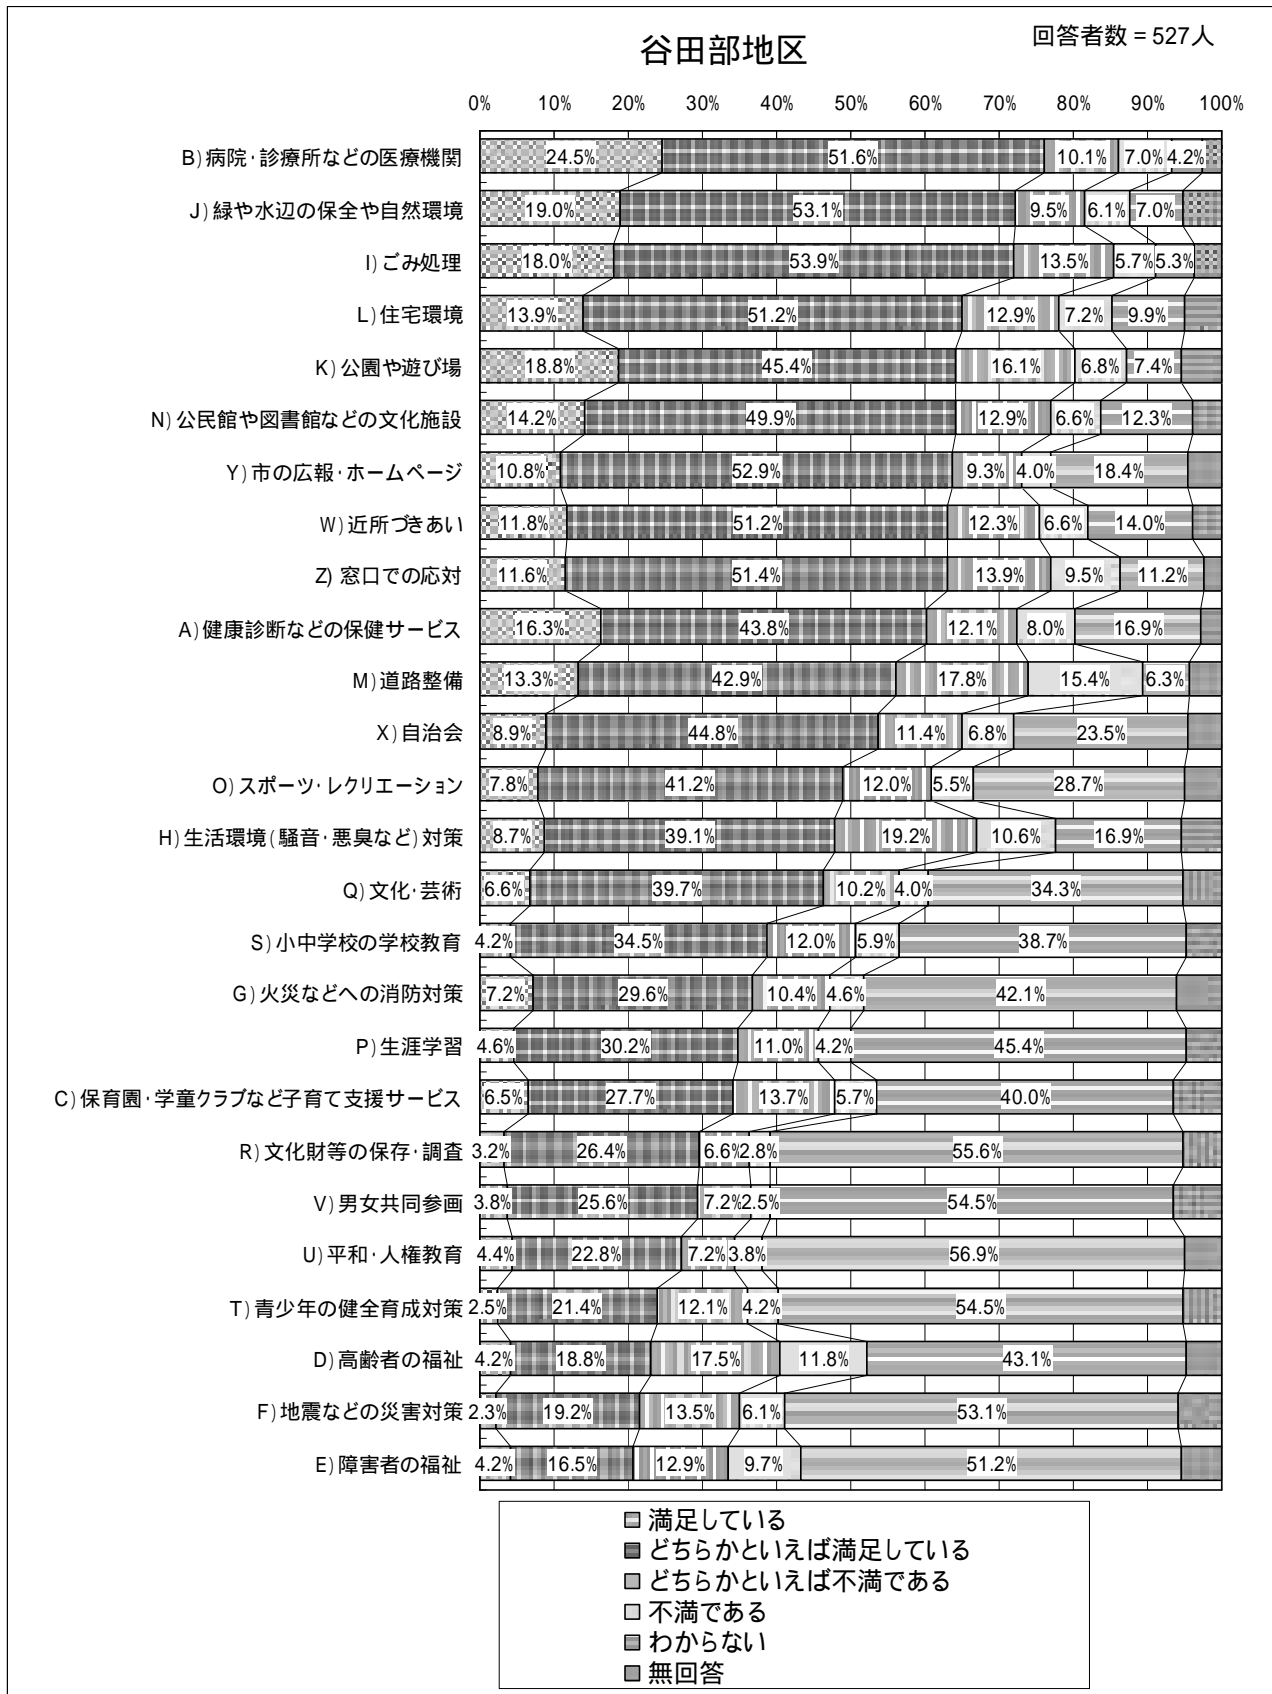 谷田部地区
回答者数 = 527人
0% 10% 20% 30% 40% 50% 60% 70% 80% 90% 100%
B)病院・診療所などの医療機関 24.5% 51.6% 10.1% 7.0% 4.2%
J)緑や水辺の保全や自然環境 19.0% 53.1% 9.5% 6.1% 7.0%
I)ごみ処理 18.0% 53.9% 13.5% 5.7% 5.3%
L)住宅環境 13.9% 51.2% 12.9% 7.2% 9.9%
K)公園や遊び場 18.8% 45.4% 16.1% 6.8% 7.4%
N)公民館や図書館などの文化施設 14.2% 49.9% 12.9% 6.6% 12.3%
Y)市の広報・ホームページ 10.8% 52.9% 9.3% 4.0% 18.4%
W)近所づきあい 11.8% 51.2% 12.3% 6.6% 14.0%
Z)窓口での応対 11.6% 51.4% 13.9% 9.5% 11.2%
A)健康診断などの保健サービス 16.3% 43.8% 12.1% 8.0% 16.9%
M)道路整備 13.3% 42.9% 17.8% 15.4% 6.3%
X)自治会 8.9% 44.8% 11.4% 6.8% 23.5%
O)スポーツ・レクリエーション 7.8% 41.2% 12.0% 5.5% 28.7%
H)生活環境(騒音・悪臭など)対策 8.7% 39.1% 19.2% 10.6% 16.9%
Q)文化・芸術 6.6% 39.7% 10.2% 4.0% 34.3%
S)小中学校の学校教育 4.2% 34.5% 12.0% 5.9% 38.7%
G)火災などへの消防対策 7.2% 29.6% 10.4% 4.6% 42.1%
P)生涯学習 4.6% 30.2% 11.0% 4.2% 45.4%
C)保育園・学童クラブなど子育て支援サービス 6.5% 27.7% 13.7% 5.7% 40.0%
R)文化財等の保存・調査 3.2% 26.4% 6.6% 2.8% 55.6%
V)男女共同参画 3.8% 25.6% 7.2% 2.5% 54.5%
U)平和・人権教育 4.4% 22.8% 7.2% 3.8% 56.9%
T)青少年の健全育成対策 2.5% 21.4% 12.1% 4.2% 54.5%
D)高齢者の福祉 4.2% 18.8% 17.5% 11.8% 43.1%
F)地震などの災害対策 2.3% 19.2% 13.5% 6.1% 53.1%
E)障害者の福祉 4.2% 16.5% 12.9% 9.7% 51.2%
満足している
どちらかといえば満足している
どちらかといえば不満である
不満である
わからない
無回答